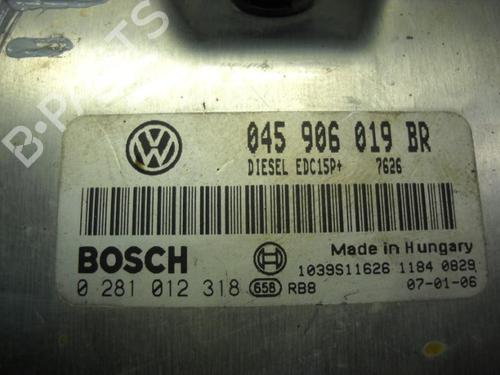 B-PARTS
045 906 019 BR
DIESEL EDC15P+ 7626
BOSCH
Made in Hungary
1039S11626 1184 0829
0 281 012 318 658 RB8 07-01-06